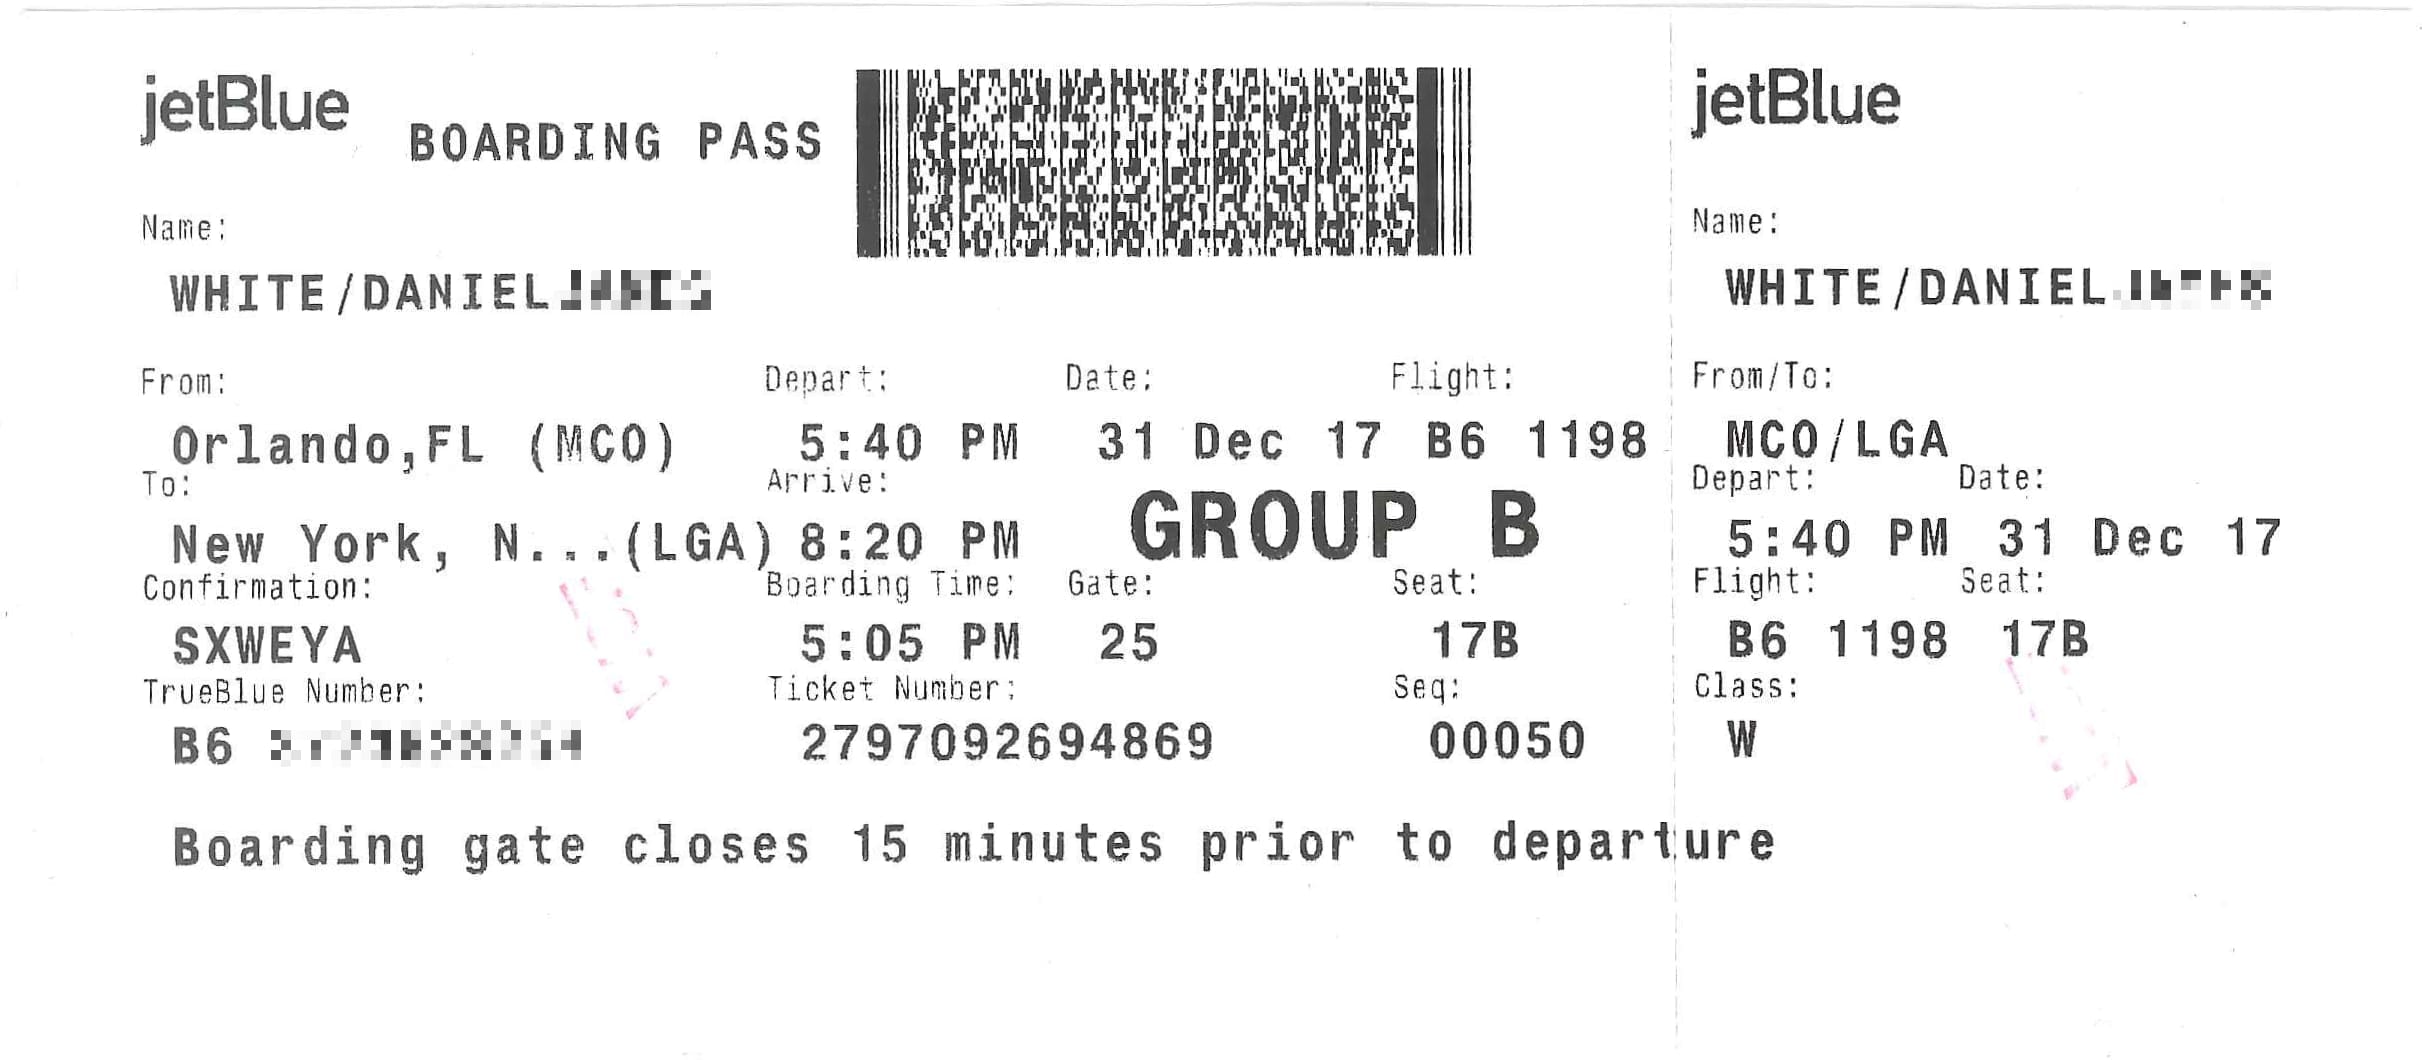 jetBlue BOARDING PASS
Name:
WHITE/DANIEL
From: Depart: Date: Flight:
Orlando,FL (MCO) 5:40 PM 31 Dec 17 B6 1198
To: Arrive:
New York, N...(LGA) 8:20 PM GROUP B
Confirmation: Boarding Time: Gate: Seat:
SXWEYA 5:05 PM 25 17B
TrueBlue Number: Ticket Number: Seq:
B6 2797092694869 00050
Boarding gate closes 15 minutes prior to departure
jetBlue
Name:
WHITE/DANIEL
From/To:
MCO/LGA
Depart: Date:
5:40 PM 31 Dec 17
Flight: Seat:
B6 1198 17B
Class:
W